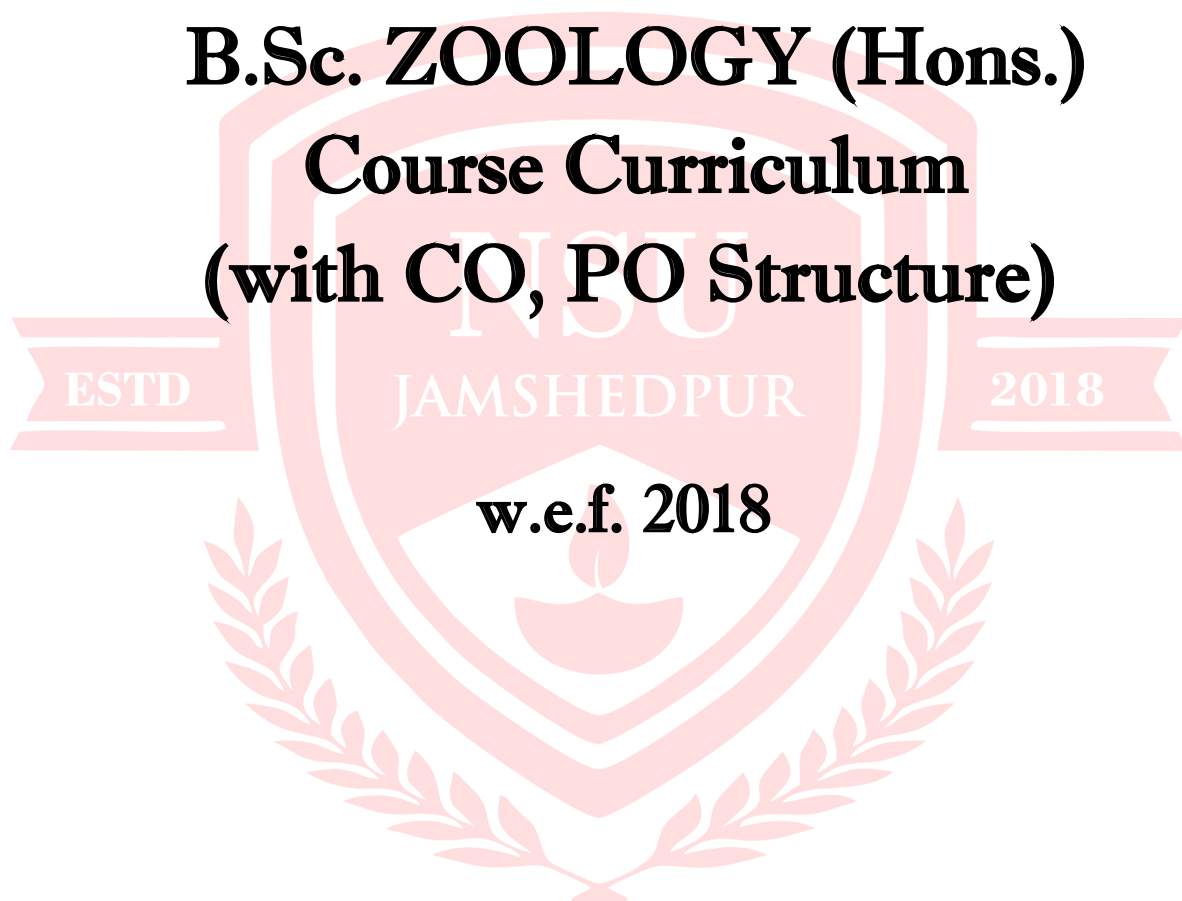 B.Sc. ZOOLOGY (Hons.)
Course Curriculum
(with CO, PO Structure)
NSU
ESTD
JAMSHEDPUR
2018
w.e.f. 2018